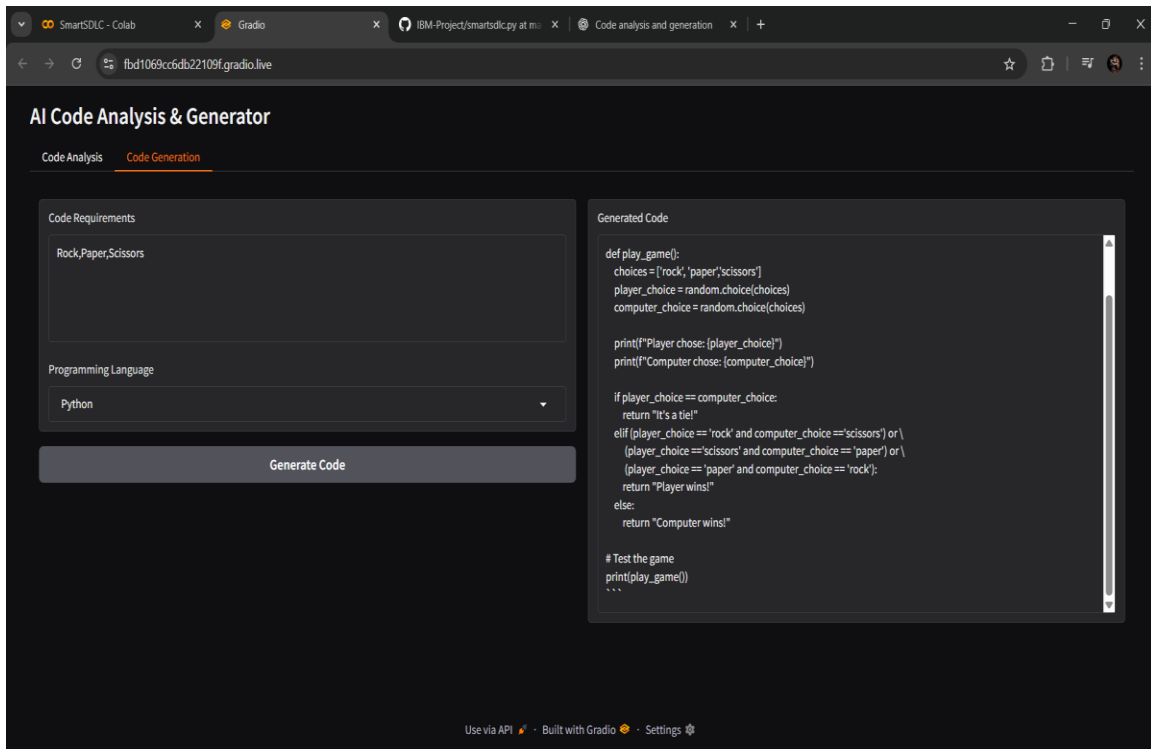 SmartSDLC - Colab
Gradio
IBM-Project/smartsdlc.py at ma
Code analysis and generation
fbd1069cc6db22109f.gradio.live
AI Code Analysis & Generator
Code Analysis
Code Generation
Code Requirements
Rock,Paper,Scissors
Programming Language
Python
Generate Code
Generated Code
def play_game():
choices = ['rock', 'paper','scissors']
player_choice = random.choice(choices)
computer_choice = random.choice(choices)
print(f"Player chose: {player_choice}")
print(f"Computer chose: {computer_choice}")
if player_choice == computer_choice:
return "It's a tie!"
elif (player_choice == 'rock' and computer_choice =='scissors') or \
(player_choice =='scissors' and computer_choice == 'paper') or \
(player_choice == 'paper' and computer_choice == 'rock'):
return "Player wins!"
else:
return "Computer wins!"
# Test the game
print(play_game())
```
Use via API · Built with Gradio · Settings